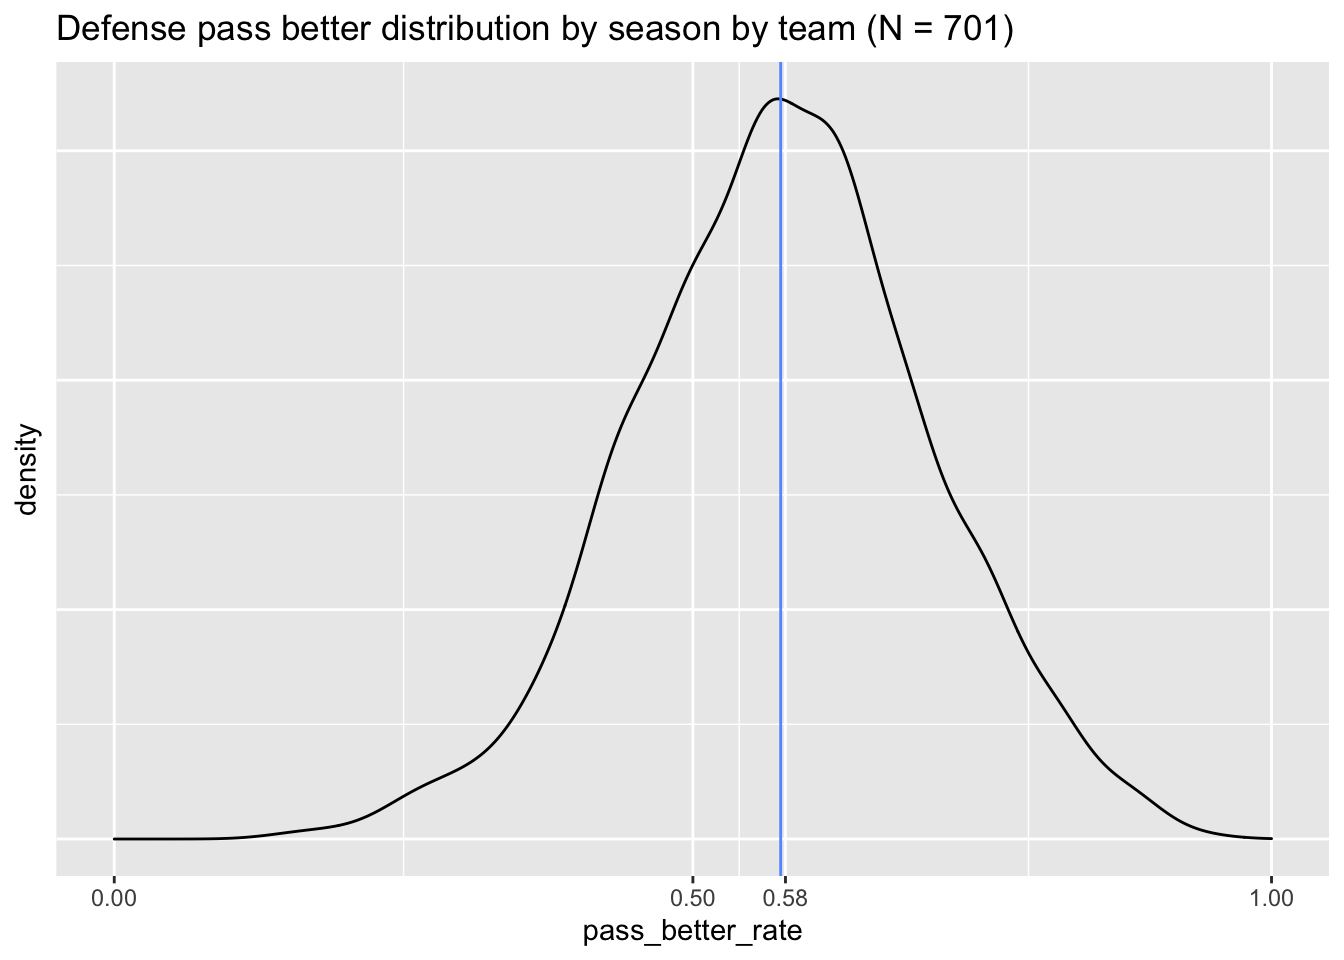 Defense pass better distribution by season by team (N = 701)
density
0.00 0.50 0.58 1.00
pass_better_rate